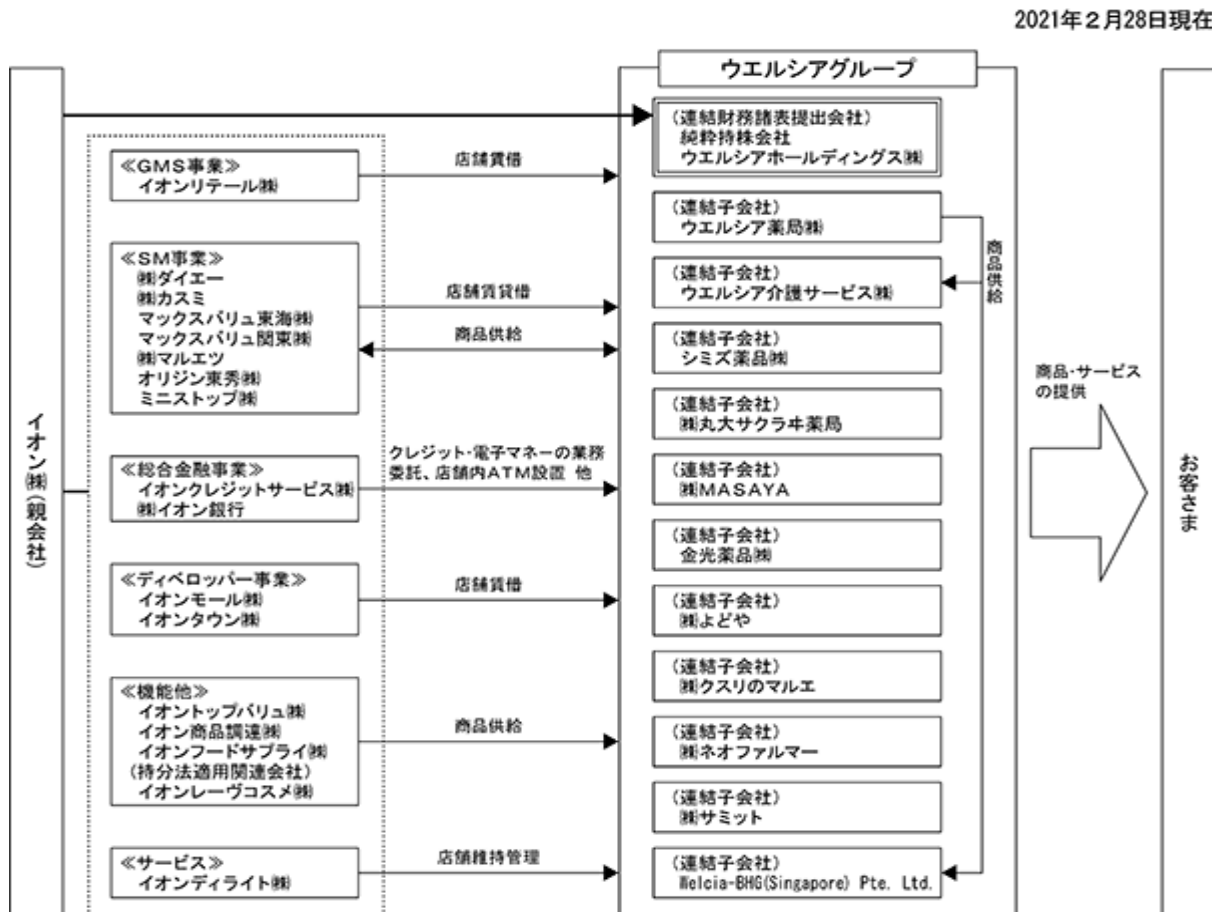 2021年2月28日現在
イオン㈱(親会社)
≪GMS事業≫
イオンリテール㈱
≪SM事業≫
㈱ダイエー
㈱カスミ
マックスバリュ東海㈱
マックスバリュ関東㈱
㈱マルエツ
オリジン東秀㈱
ミニストップ㈱
≪総合金融事業≫
イオンクレジットサービス㈱
㈱イオン銀行
≪ディベロッパー事業≫
イオンモール㈱
イオンタウン㈱
≪機能他≫
イオントップバリュ㈱
イオン商品調達㈱
イオンフードサプライ㈱
(持分法適用関連会社)
イオンレーヴコスメ㈱
≪サービス≫
イオンディライト㈱
店舗賃借
店舗賃貸借
商品供給
クレジット・電子マネーの業務
委託、店舗内ATM設置 他
店舗賃借
商品供給
店舗維持管理
ウエルシアグループ
(連結財務諸表提出会社)
純粋持株会社
ウエルシアホールディングス㈱
(連結子会社)
ウエルシア薬局㈱
(連結子会社)
ウエルシア介護サービス㈱
(連結子会社)
シミズ薬品㈱
(連結子会社)
㈱丸大サクラヰ薬局
(連結子会社)
㈱MASAYA
(連結子会社)
金光薬品㈱
(連結子会社)
㈱よどや
(連結子会社)
㈱クスリのマルエ
(連結子会社)
㈱ネオファルマー
(連結子会社)
㈱サミット
(連結子会社)
Welcia-BHG(Singapore) Pte. Ltd.
商品供給
商品・サービス
の提供
お客さま